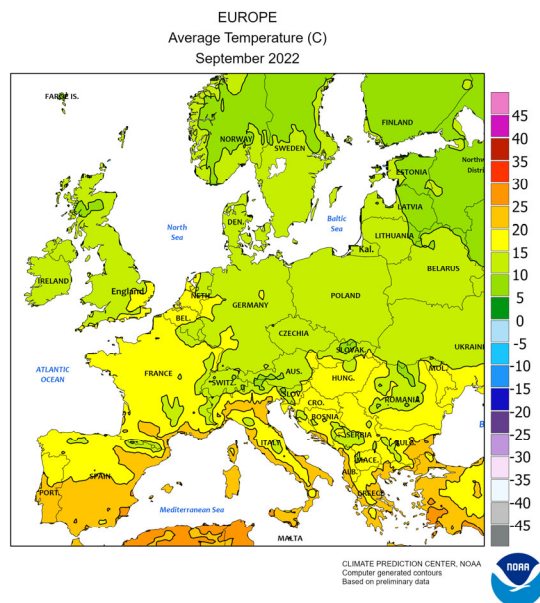 EUROPE
Average Temperature (C)
September 2022
FAROE IS.
FINLAND
NORWAY
SWEDEN
ESTONIA
LATVIA
North
Sea
DEN.
Baltic
Sea
LITHUANIA
Kal.
IRELAND
England
NETH.
BELARUS
BEL.
GERMANY
POLAND
CZECHIA
UKRAIN
ATLANTIC
OCEAN
FRANCE
SLOVAK.
AUS.
SWITZ.
HUNG.
MOL.
SLOV.
CRO.
ROMANIA
BOSNIA
ITALY
SERBIA
BULG.
MACE.
SPAIN
ALB.
PORT.
GREECE
Mediterranean Sea
MALTA
45
40
35
30
25
20
15
10
5
0
-5
-10
-15
-20
-25
-30
-35
-40
-45
CLIMATE PREDICTION CENTER, NOAA
Computer generated contours
Based on preliminary data
NOAA